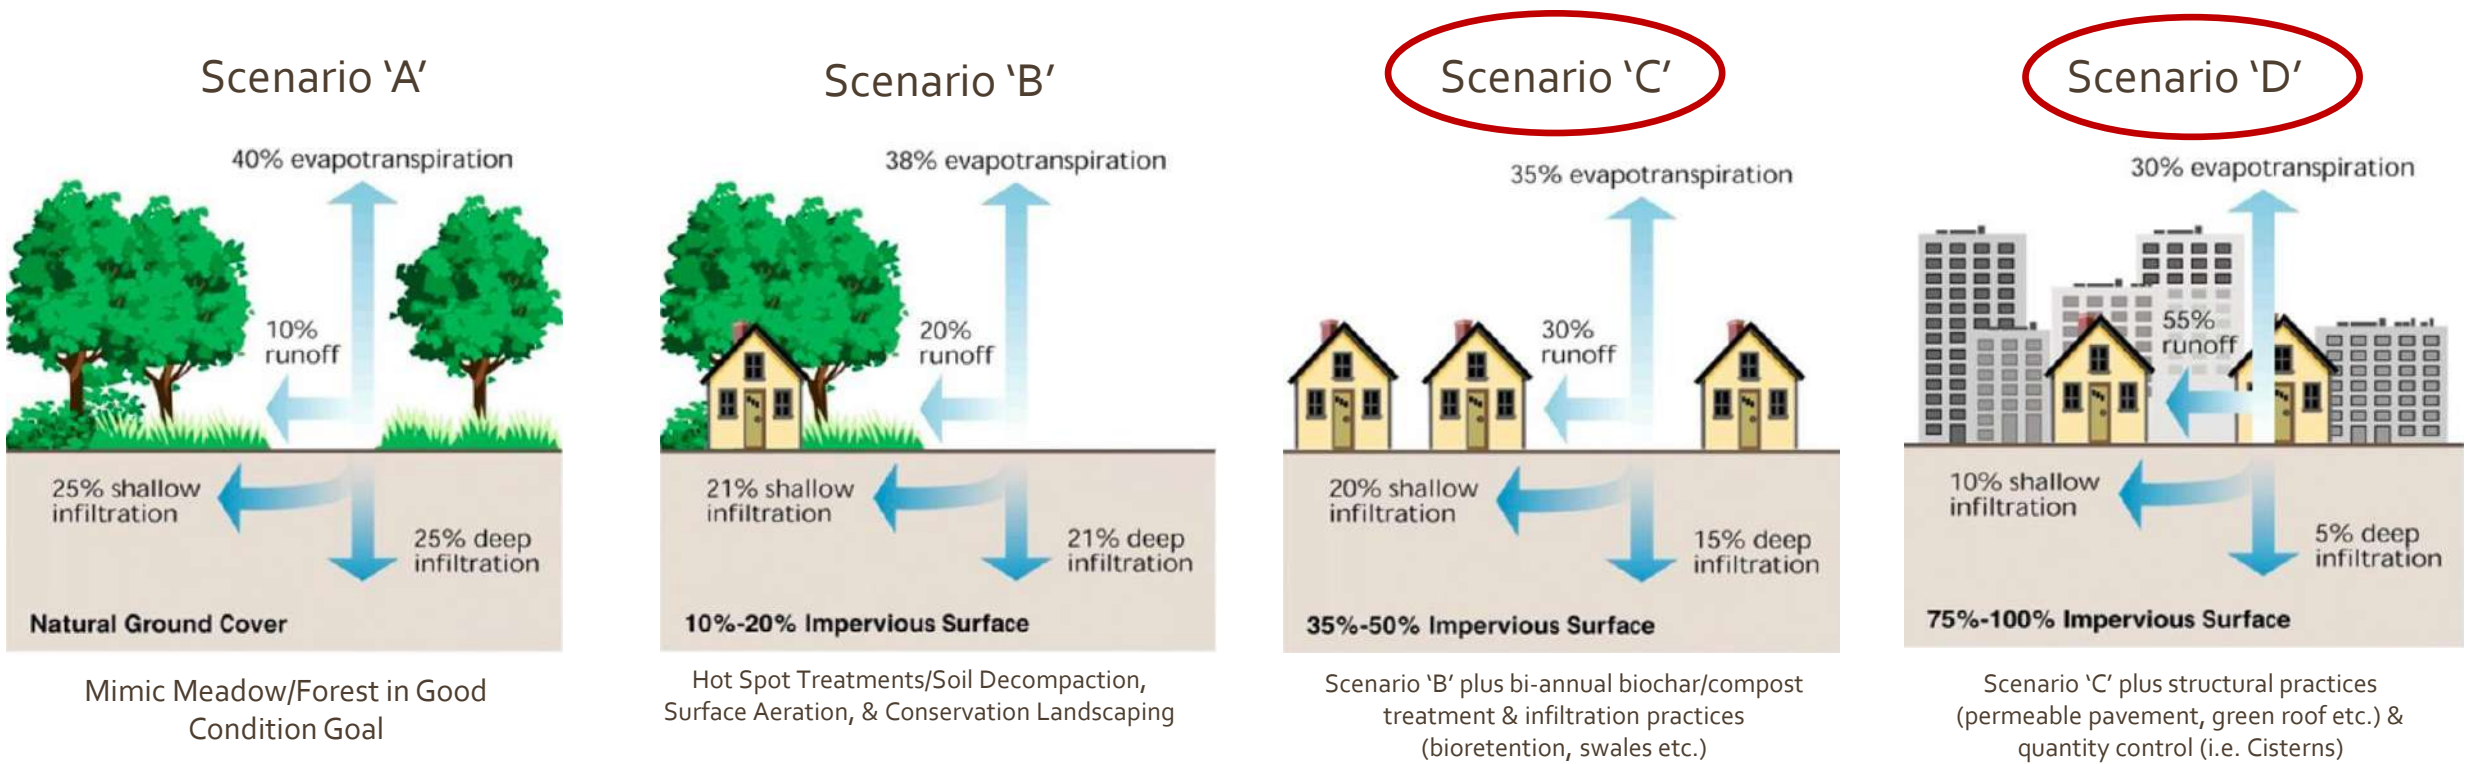 Scenario ‘A’
40% evapotranspiration
10%
runoff
25% shallow
infiltration
25% deep
infiltration
Natural Ground Cover
Mimic Meadow/Forest in Good
Condition Goal
Scenario ‘B’
38% evapotranspiration
20%
runoff
21% shallow
infiltration
21% deep
infiltration
10%-20% Impervious Surface
Hot Spot Treatments/Soil Decompaction,
Surface Aeration, & Conservation Landscaping
Scenario ‘C’
35% evapotranspiration
30%
runoff
20% shallow
infiltration
15% deep
infiltration
35%-50% Impervious Surface
Scenario ‘B’ plus bi-annual biochar/compost
treatment & infiltration practices
(bioretention, swales etc.)
Scenario ‘D’
30% evapotranspiration
55%
runoff
10% shallow
infiltration
5% deep
infiltration
75%-100% Impervious Surface
Scenario ‘C’ plus structural practices
(permeable pavement, green roof etc.) &
quantity control (i.e. Cisterns)